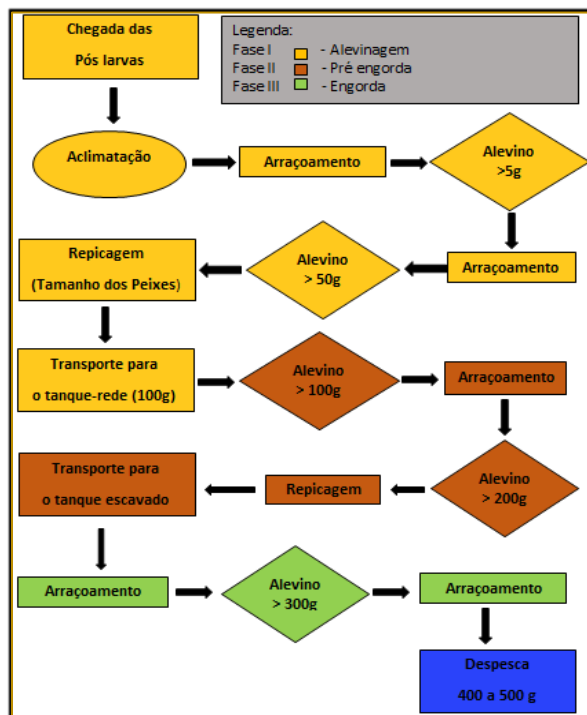 Chegada das
Pós larvas
Legenda:
Fase I - Alevinagem
Fase II - Pré engorda
Fase III - Engorda
Aclimatação
Arraçoamento
Alevino
>5g
Repicagem
(Tamanho dos Peixes)
Alevino
> 50g
Arraçoamento
Transporte para
o tanque-rede (100g)
Alevino
> 100g
Arraçoamento
Transporte para
o tanque escavado
Repicagem
Alevino
> 200g
Arraçoamento
Alevino
> 300g
Arraçoamento
Despesca
400 a 500 g